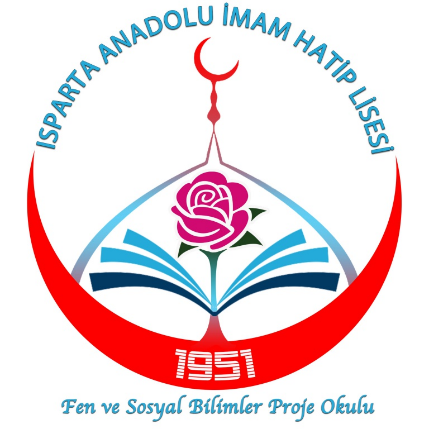 ISPARTA ANADOLU İMAM HATİP LİSESİ
1951
Fen ve Sosyal Bilimler Proje Okulu